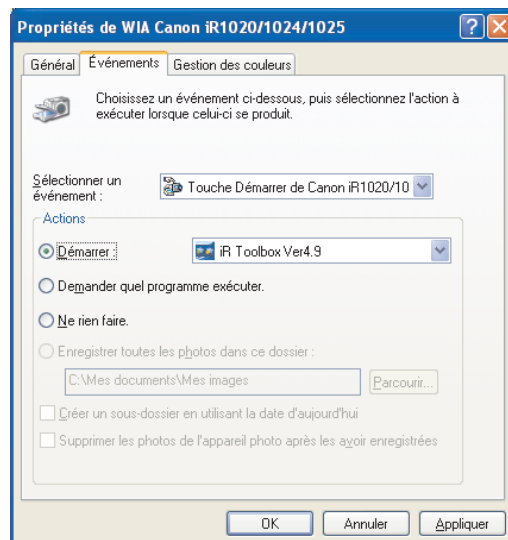 Propriétés de WIA Canon iR1020/1024/1025
Général Événements Gestion des couleurs
Choisissez un événement ci-dessous, puis sélectionnez l'action à
exécuter lorsque celui-ci se produit.
Sélectionner un
événement :
Touche Démarrer de Canon iR1020/10
Actions
Démarrer :
iR Toolbox Ver4.9
Demander quel programme exécuter.
Ne rien faire.
Enregistrer toutes les photos dans ce dossier :
C:\Mes documents\Mes images
Parcourir...
Créer un sous-dossier en utilisant la date d'aujourd'hui
Supprimer les photos de l'appareil photo après les avoir enregistrées
OK Annuler Appliquer